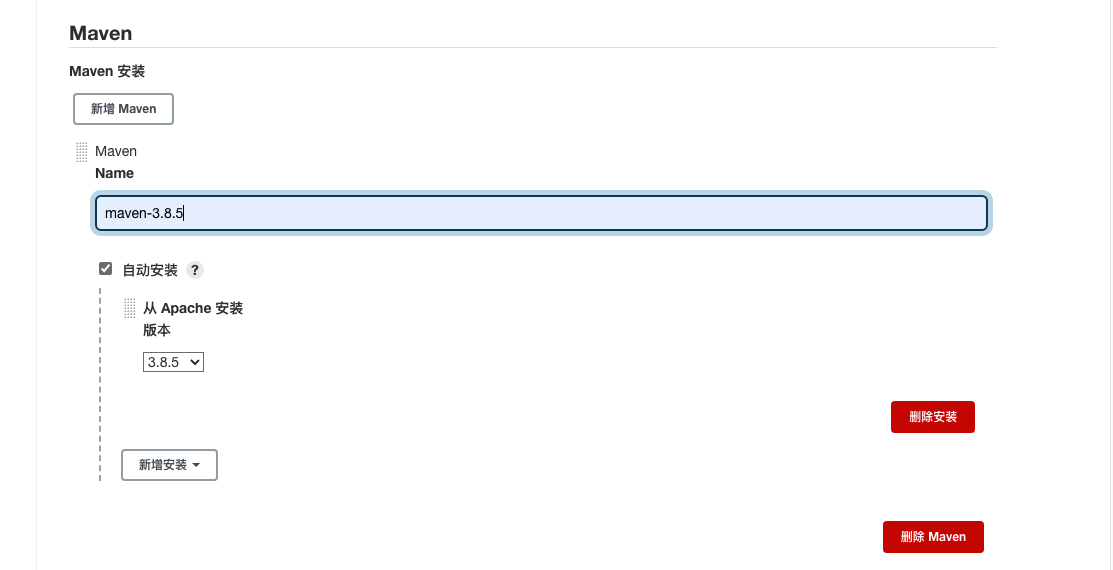 Maven
Maven 安装
新增 Maven
Maven
Name
maven-3.8.5
自动安装 ?
从 Apache 安装
版本
3.8.5
删除安装
新增安装
删除 Maven